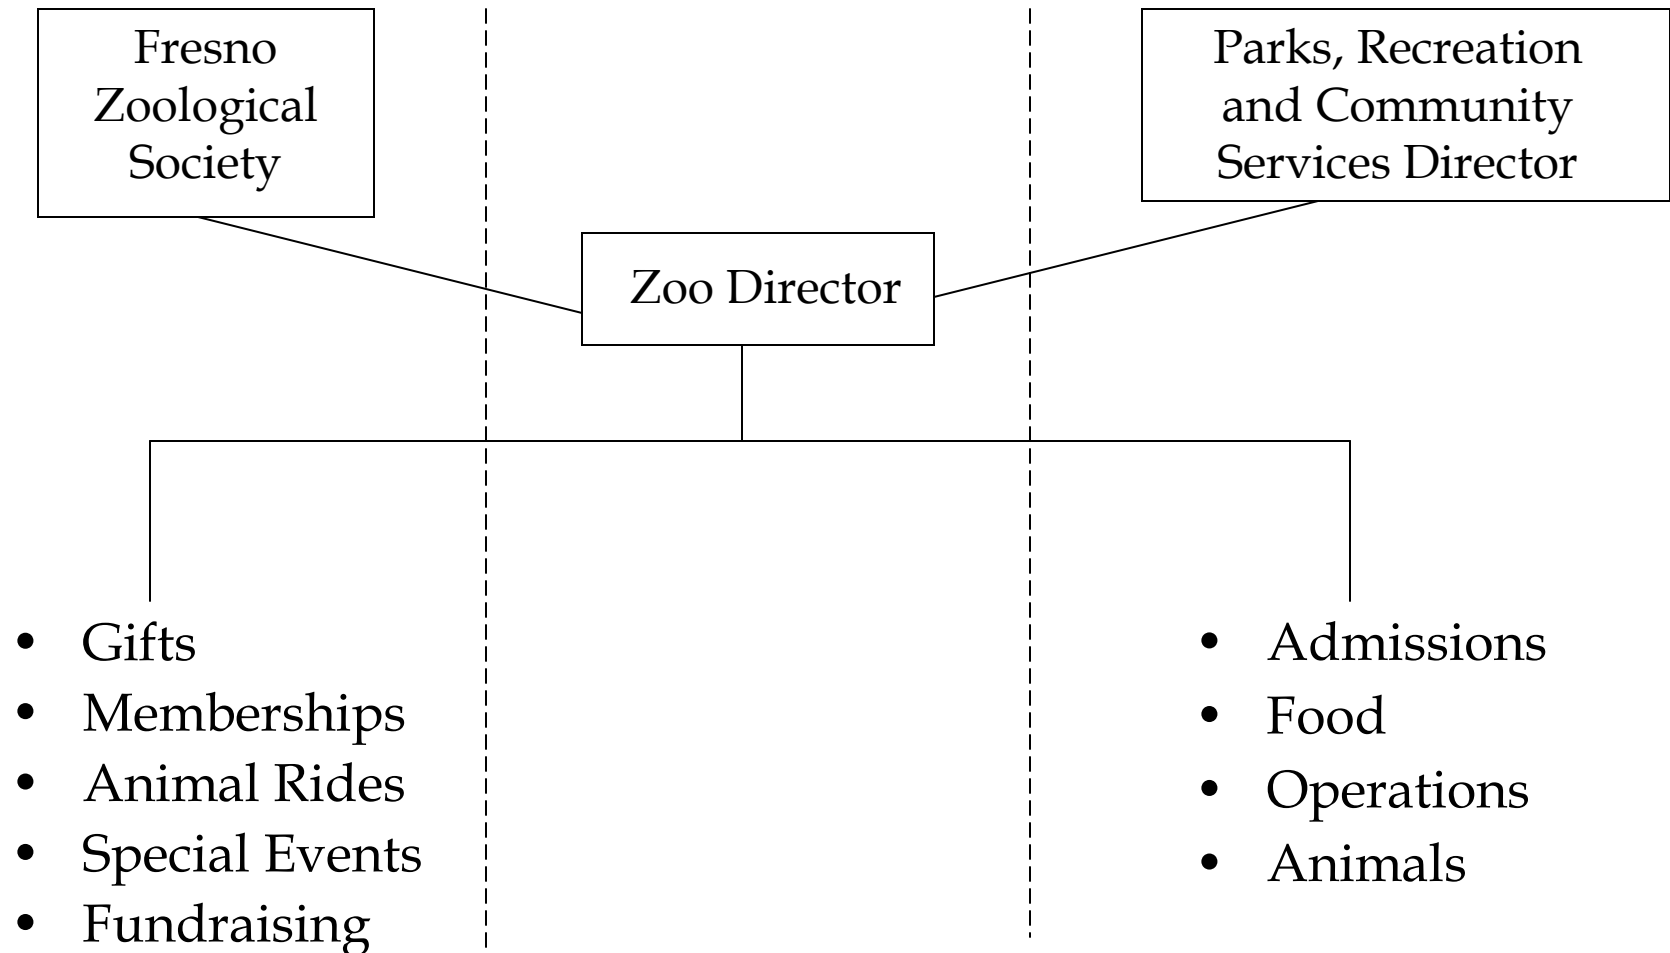 Fresno
Zoological
Society
Parks, Recreation
and Community
Services Director
Zoo Director
• Gifts
• Memberships
• Animal Rides
• Special Events
• Fundraising
• Admissions
• Food
• Operations
• Animals